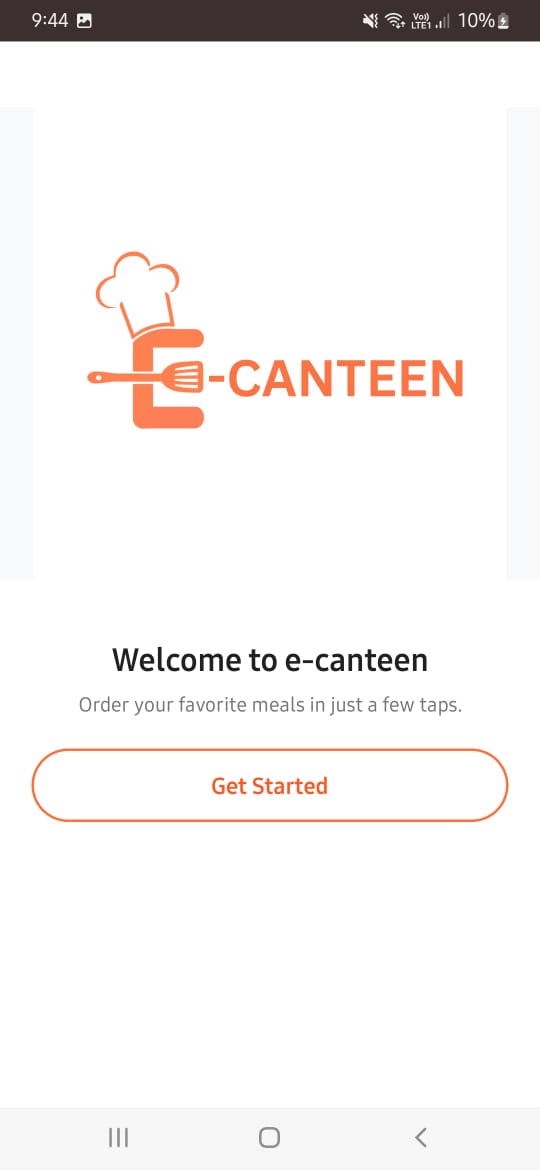 9:44
Vo))
LTE1
10%
E-CANTEEN
Welcome to e-canteen
Order your favorite meals in just a few taps.
Get Started